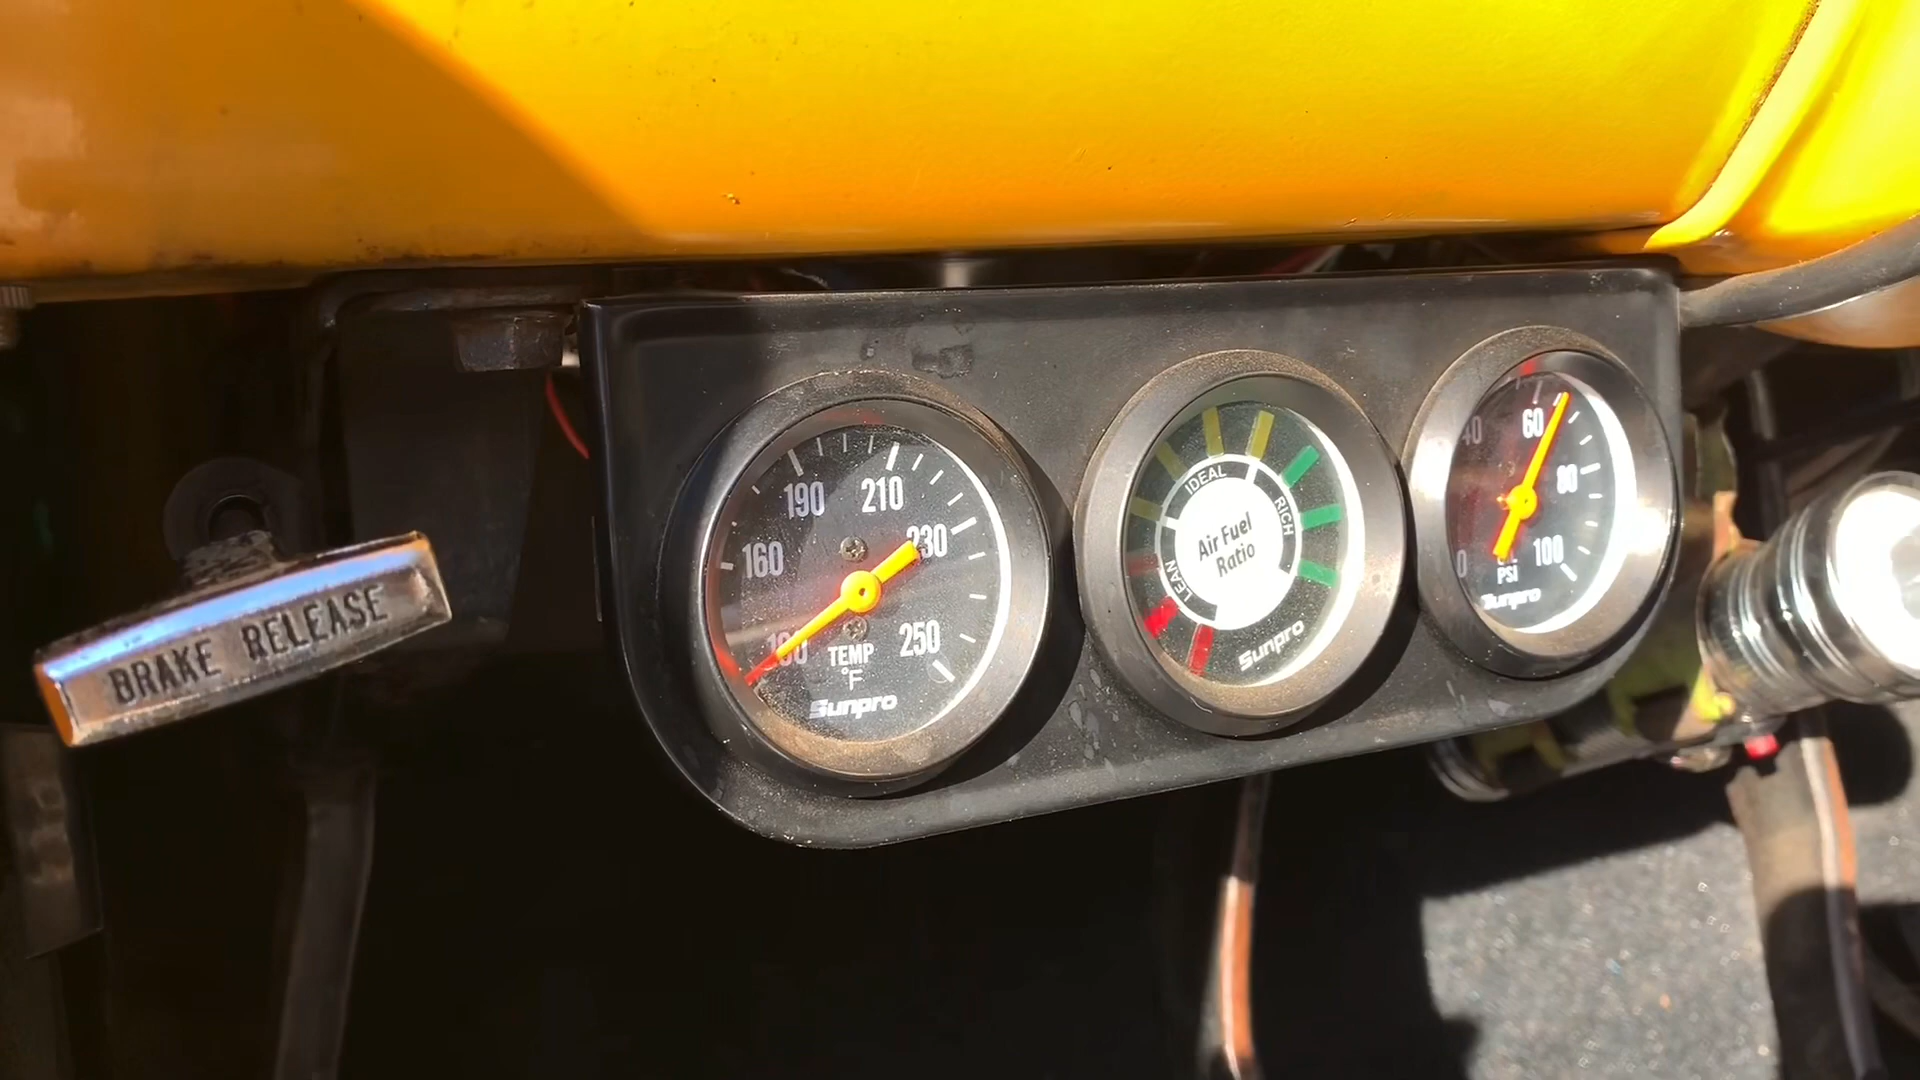 BRAKE RELEASE
190
210
160
230
100
250
TEMP
°F
Sunpro
IDEAL
RICH
LEAN
Air Fuel
Ratio
Sunpro
40
60
80
0
100
PSI
Sunpro